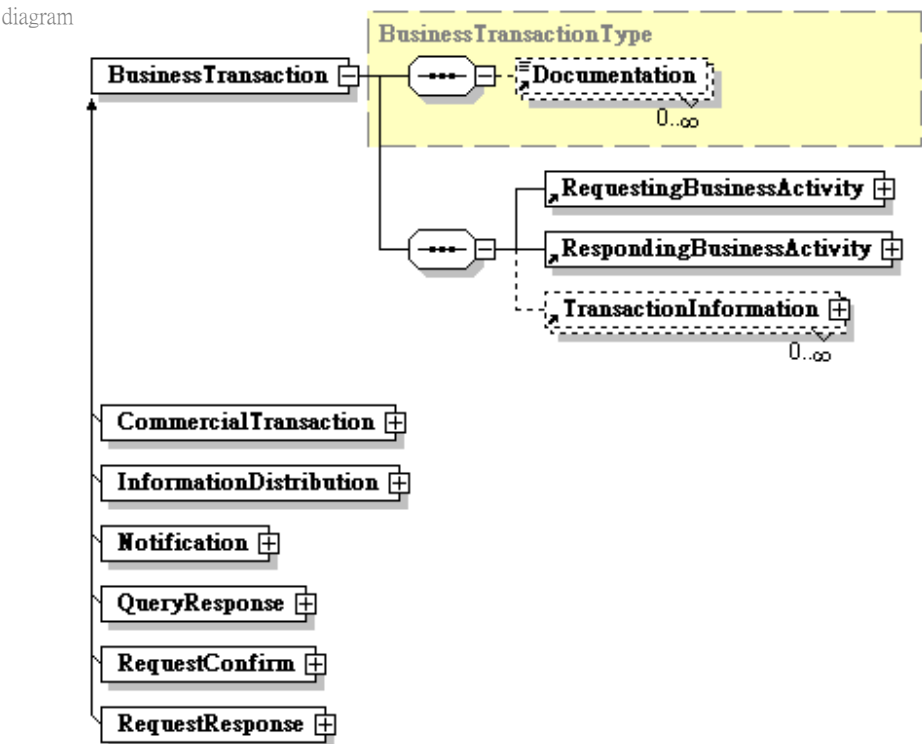 diagram
BusinessTransactionType
BusinessTransaction
Documentation
0..∞
RequestingBusinessActivity
RespondingBusinessActivity
TransactionInformation
0..∞
CommercialTransaction
InformationDistribution
Notification
QueryResponse
RequestConfirm
RequestResponse